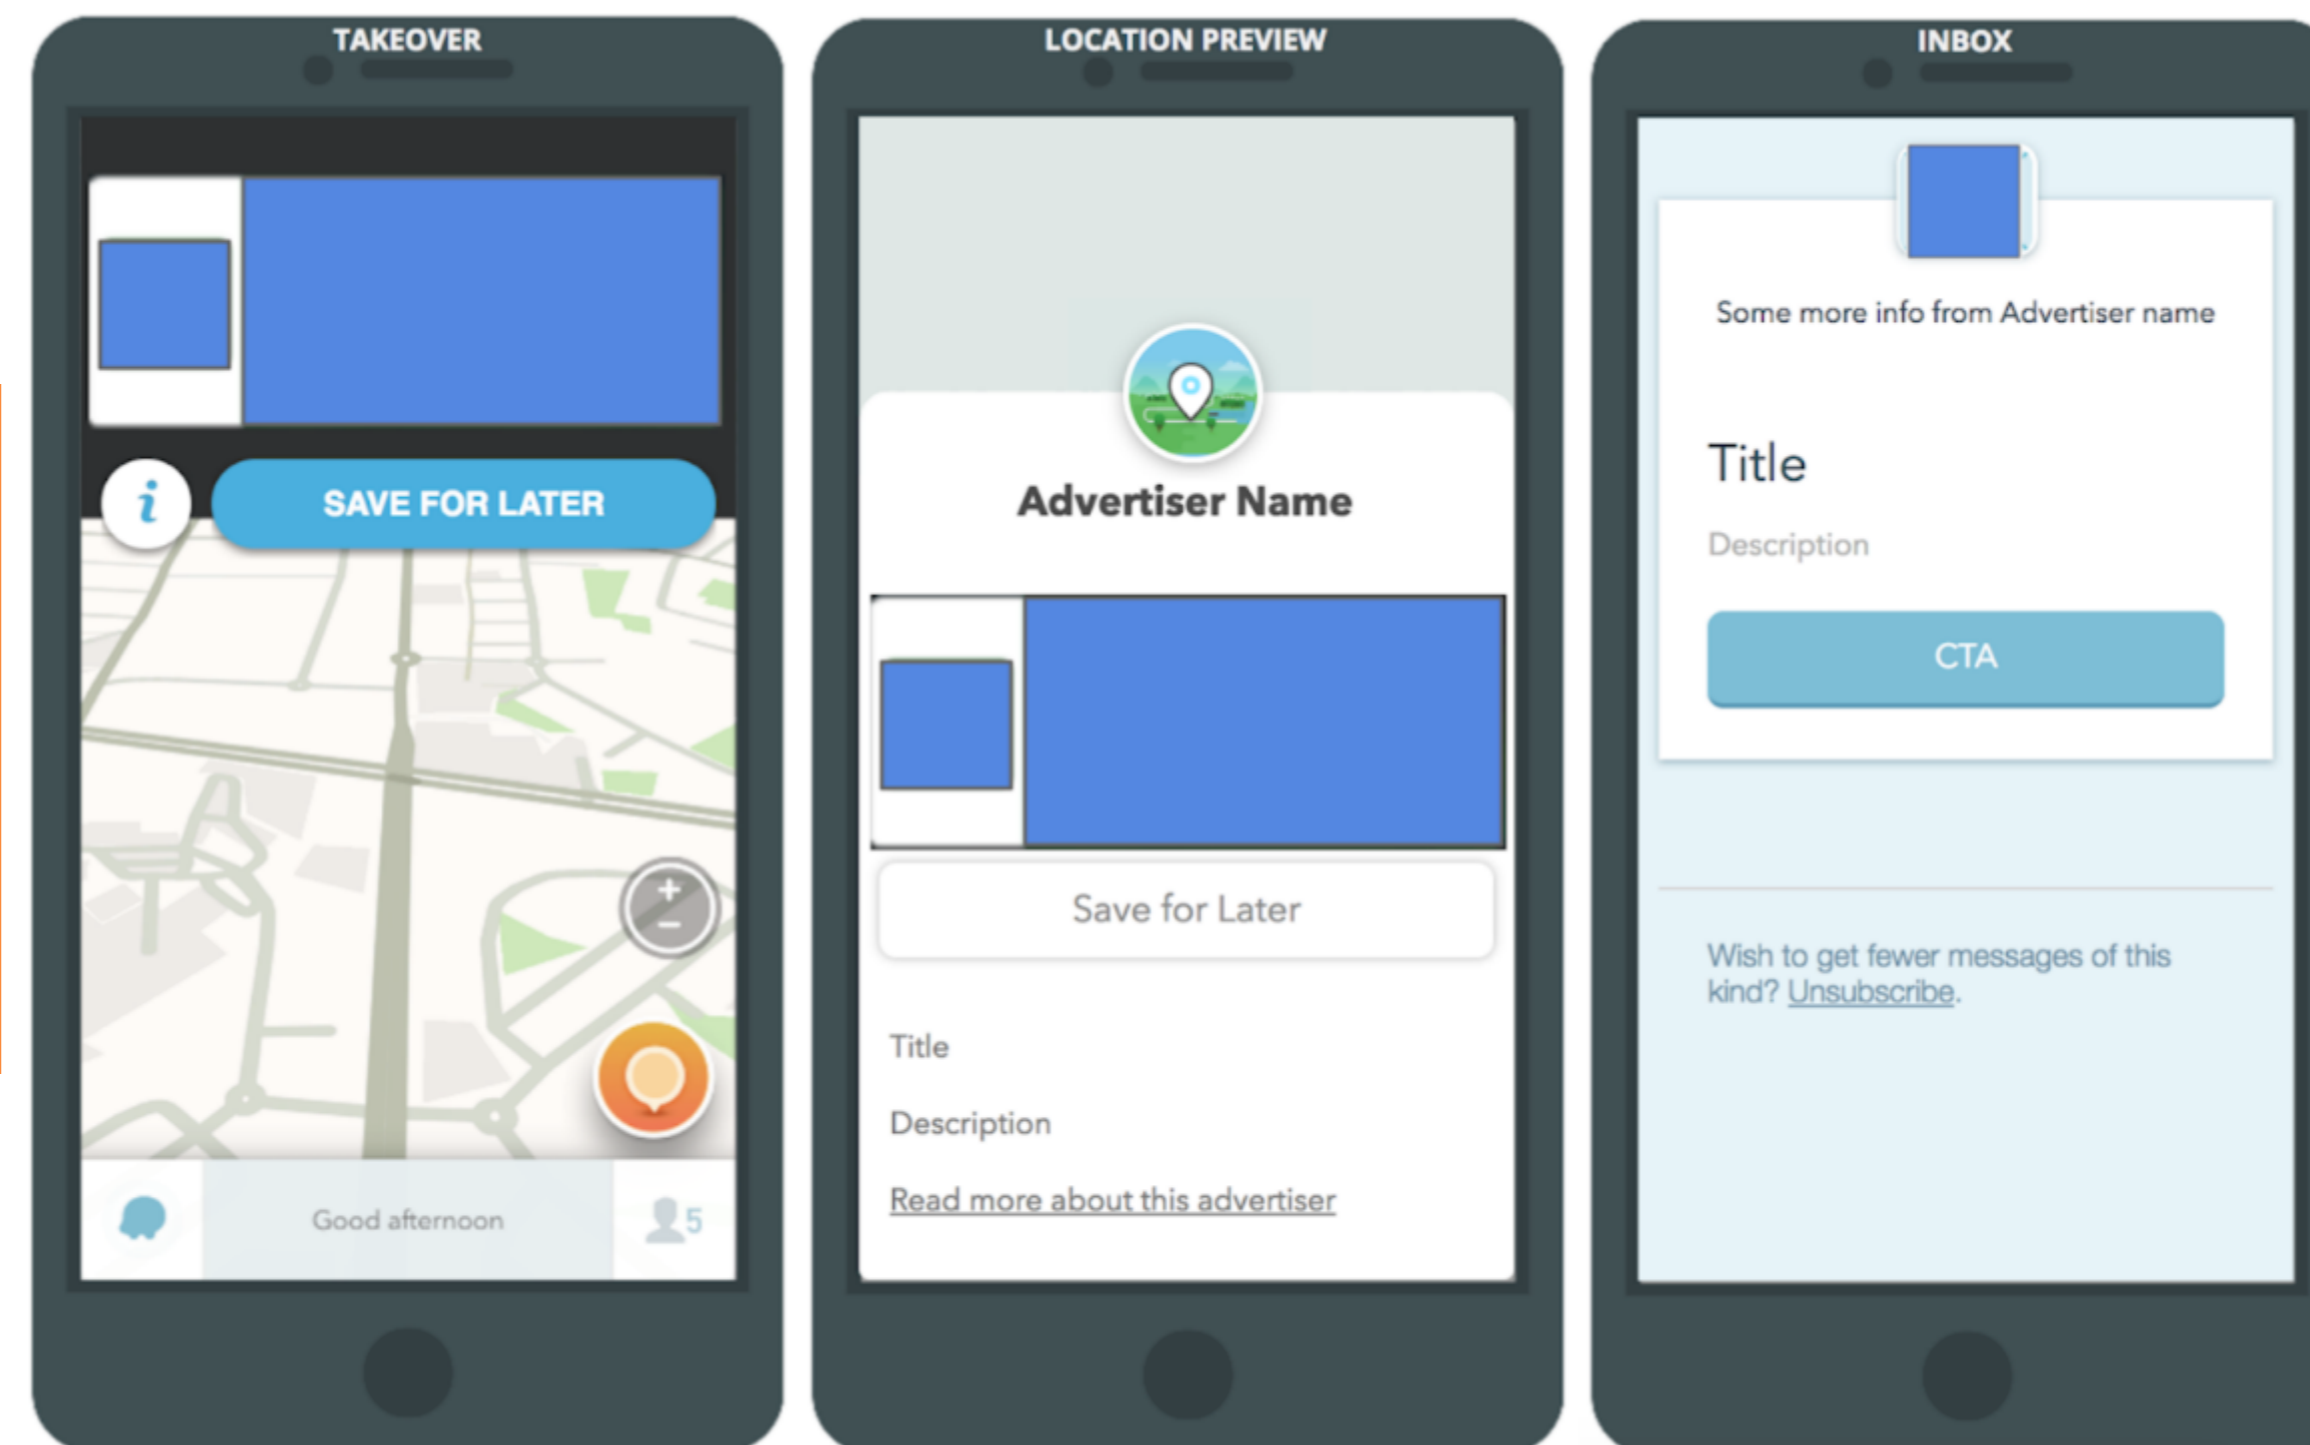 TAKEOVER
i
SAVE FOR LATER
+
−
Good afternoon
5
LOCATION PREVIEW
Advertiser Name
Save for Later
Title
Description
Read more about this advertiser
INBOX
Some more info from Advertiser name
Title
Description
CTA
Wish to get fewer messages of this
kind? Unsubscribe.